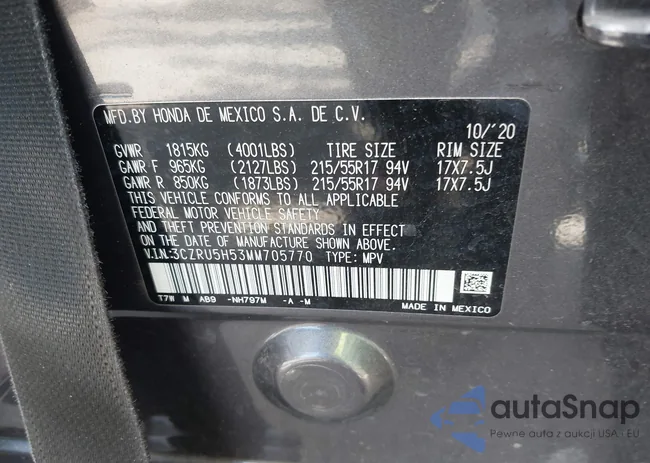 MFD.BY HONDA DE MEXICO S.A. DE C.V.
10/'20
GVWR 1815KG (4001LBS) TIRE SIZE RIM SIZE
GAWR F 965KG (2127LBS) 215/55R17 94V 17X7.5J
GAWR R 850KG (1873LBS) 215/55R17 94V 17X7.5J
THIS VEHICLE CONFORMS TO ALL APPLICABLE
FEDERAL MOTOR VEHICLE SAFETY
AND THEFT PREVENTION STANDARDS IN EFFECT
ON THE DATE OF MANUFACTURE SHOWN ABOVE.
V.I.N.:3CZRU5H53MM705770 TYPE: MPV
T7W M AB9 -NH797M -A -M
MADE IN MEXICO
autaSnap
Pewne auta z aukcji USA - EU